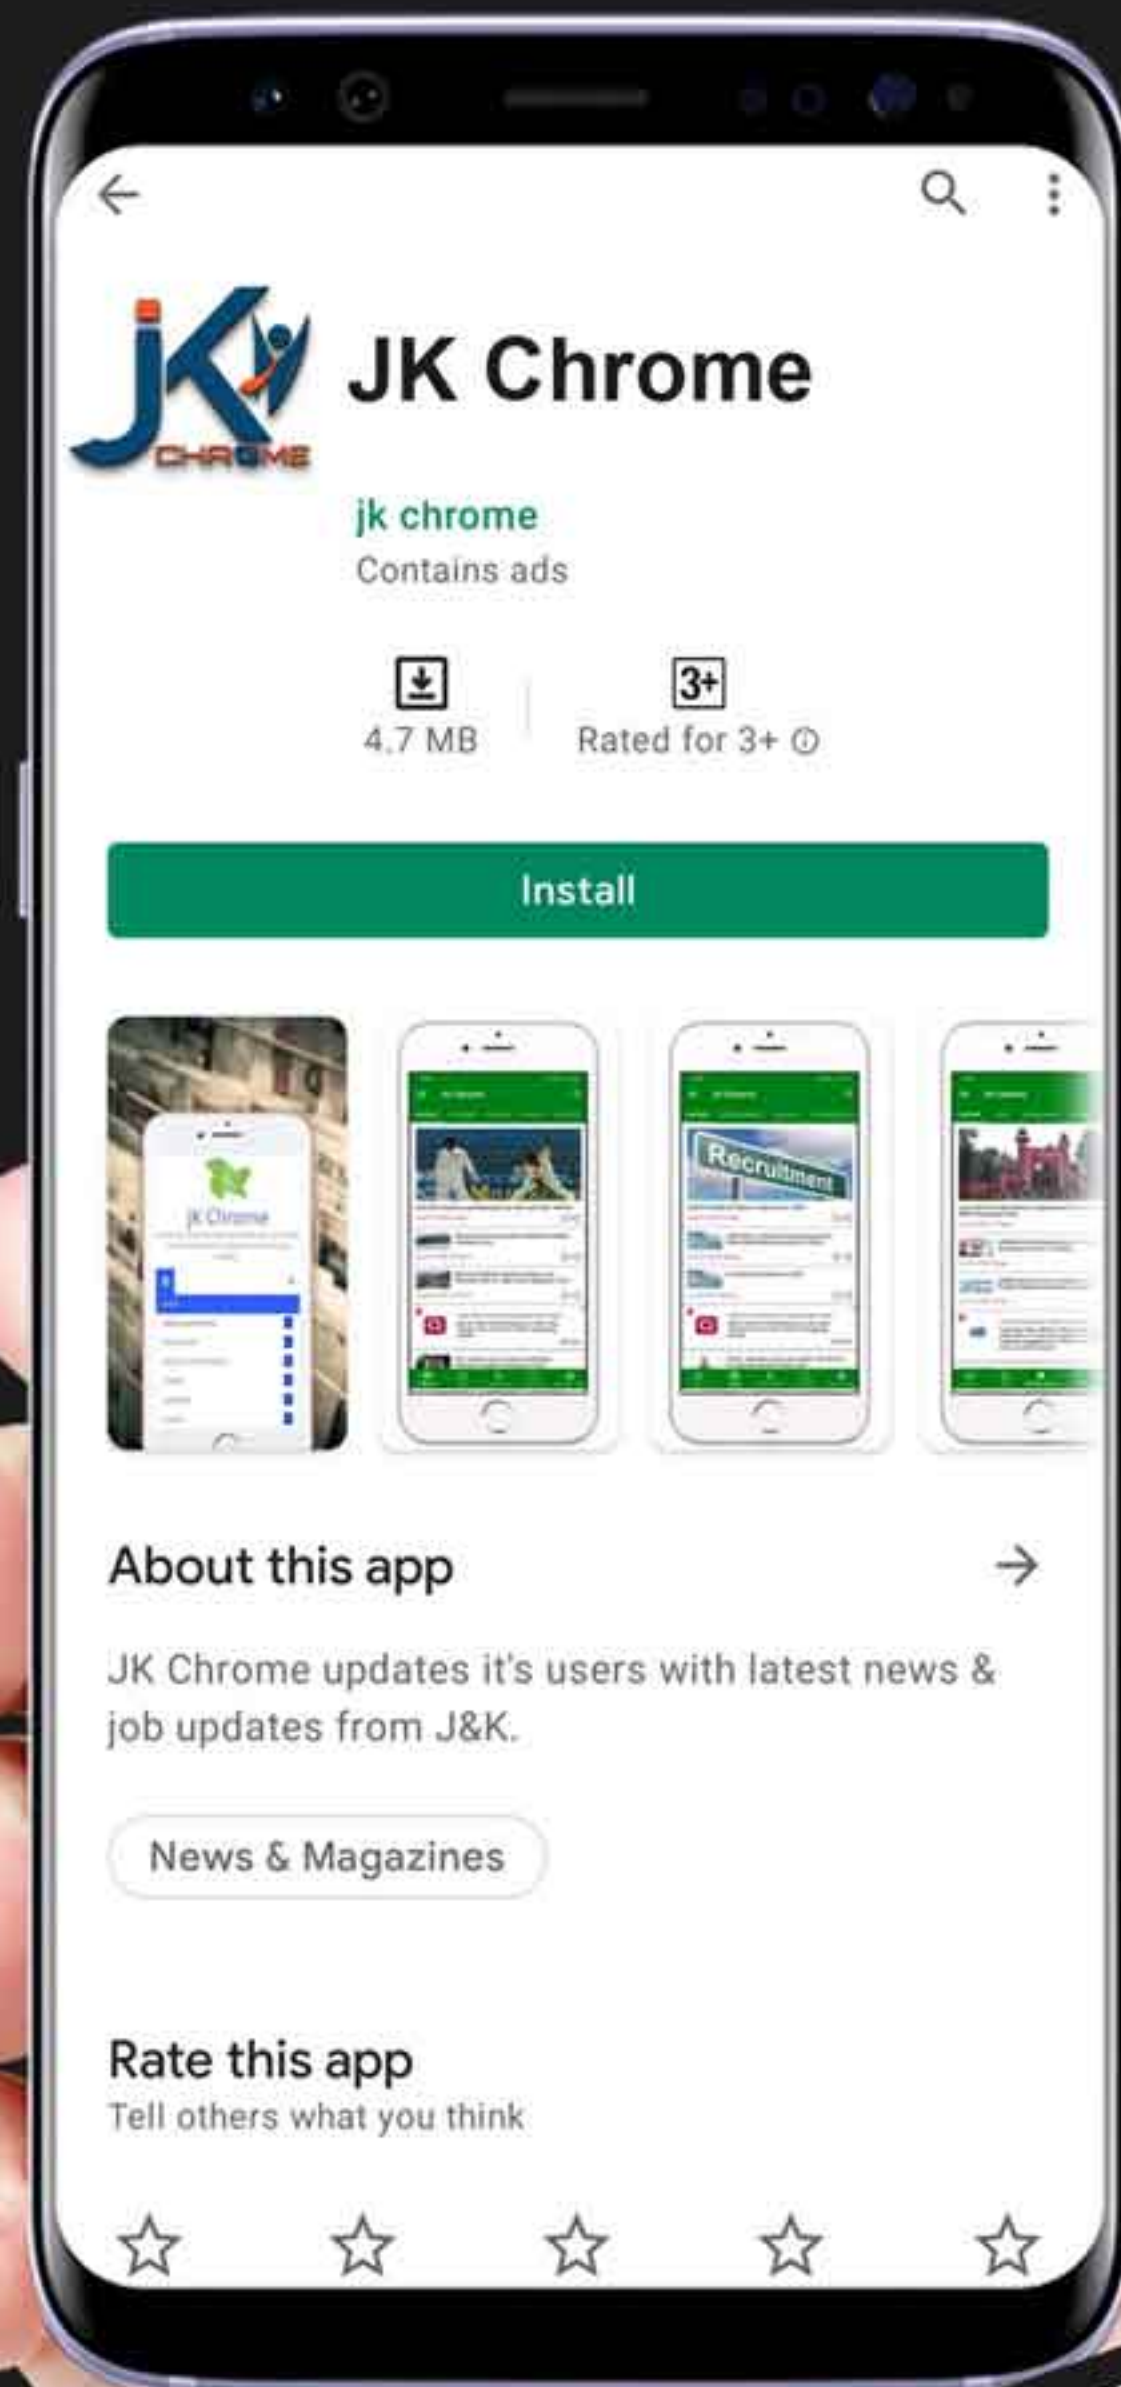 JK
CHROME
JK Chrome
jk chrome
Contains ads
4.7 MB
3+
Rated for 3+
Install
JK Chrome
Recruitment
About this app
JK Chrome updates it's users with latest news &
job updates from J&K.
News & Magazines
Rate this app
Tell others what you think